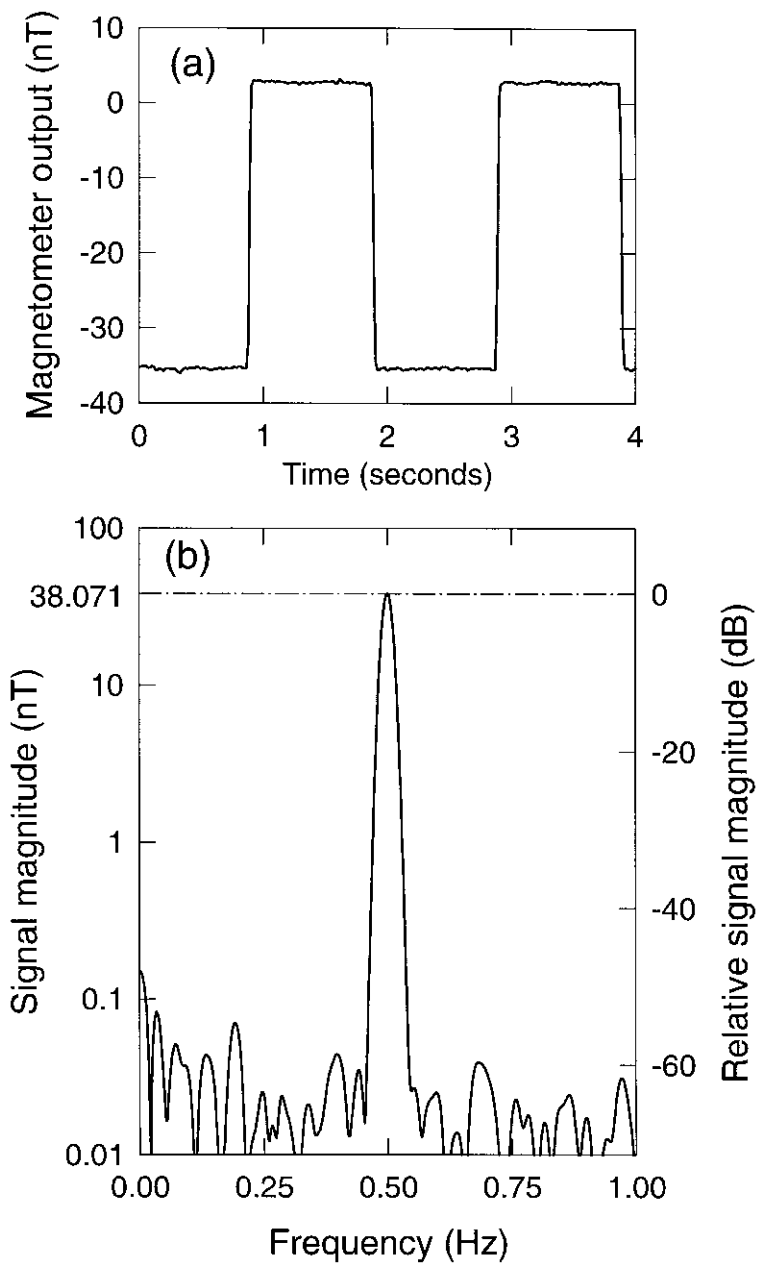 (a)
Magnetometer output (nT)
10
0
-10
-20
-30
-40
0 1 2 3 4
Time (seconds)
(b)
Signal magnitude (nT)
100
38.071
10
1
0.1
0.01
0
-20
-40
-60
Relative signal magnitude (dB)
0.00 0.25 0.50 0.75 1.00
Frequency (Hz)